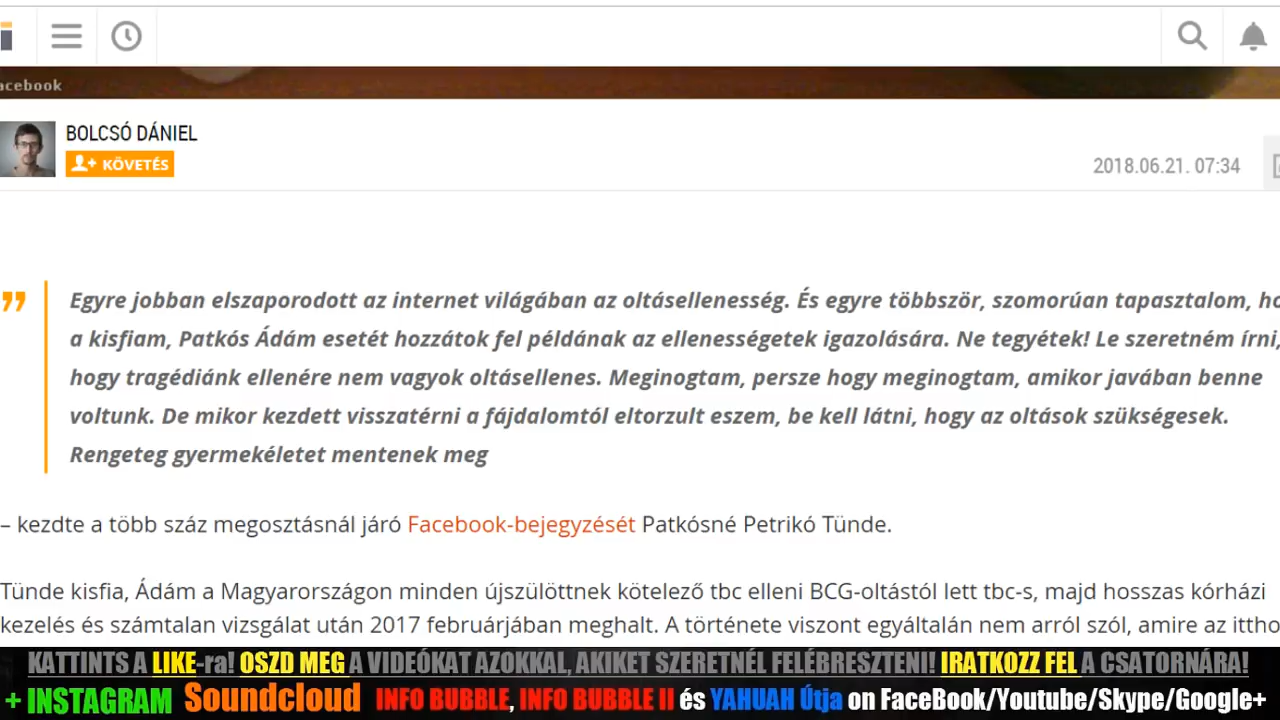 acebook
BOLCSÓ DÁNIEL
KÖVETÉS
2018.06.21. 07:34
Egyre jobban elszaporodott az internet világában az oltásellenesség. És egyre többször, szomorúan tapasztalom,
a kisfiam, Patkós Ádám esetét hozzátok fel példának az ellenességetek igazolására. Ne tegyétek! Le szeretném írni,
hogy tragédiánk ellenére nem vagyok oltásellenes. Meginogtam, persze hogy meginogtam, amikor javában benne
voltunk. De mikor kezdett visszatérni a fájdalomtól eltorzult eszem, be kell látni, hogy az oltások szükségesek.
Rengeteg gyermekéletet mentenek meg
– kezdte a több száz megosztásnál járó Facebook-bejegyzését Patkósné Petrikó Tünde.
Tünde kisfia, Ádám a Magyarországon minden újszülöttnek kötelező tbc elleni BCG-oltástól lett tbc-s, majd hosszas kórházi
kezelés és számtalan vizsgálat után 2017 februárjában meghalt. A története viszont egyáltalán nem arról szól, amire az ittho
KATTINTS A LIKE-ra! OSZD MEG A VIDEÓKAT AZOKKAL, AKIKET SZERETNÉL FELÉBRESZTENI! IRATKOZZ FEL A CSATORNÁRA!
+ INSTAGRAM Soundcloud INFO BUBBLE, INFO BUBBLE II és YAHUAH Útja on FaceBook/Youtube/Skype/Google+